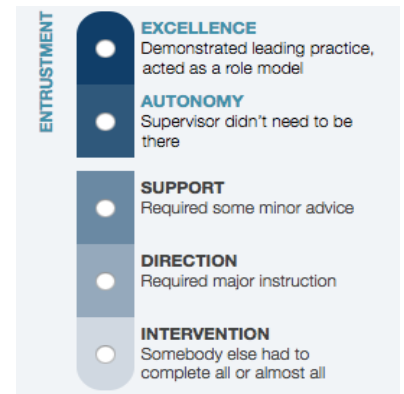 ENTRUSTMENT
EXCELLENCE
Demonstrated leading practice,
acted as a role model
AUTONOMY
Supervisor didn't need to be
there
SUPPORT
Required some minor advice
DIRECTION
Required major instruction
INTERVENTION
Somebody else had to
complete all or almost all